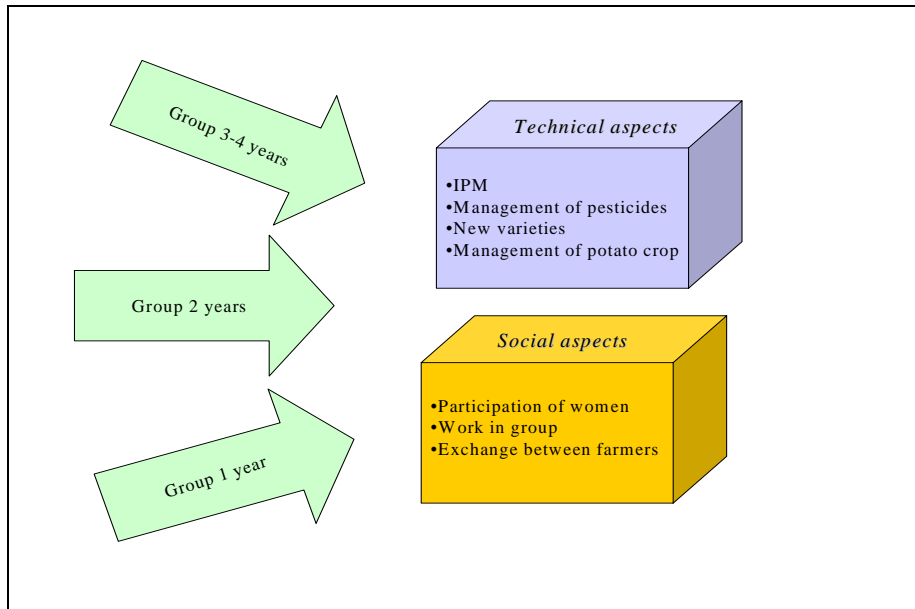 Group 3-4 years
Group 2 years
Group 1 year
Technical aspects
•IPM
•Management of pesticides
•New varieties
•Management of potato crop
Social aspects
•Participation of women
•Work in group
•Exchange between farmers